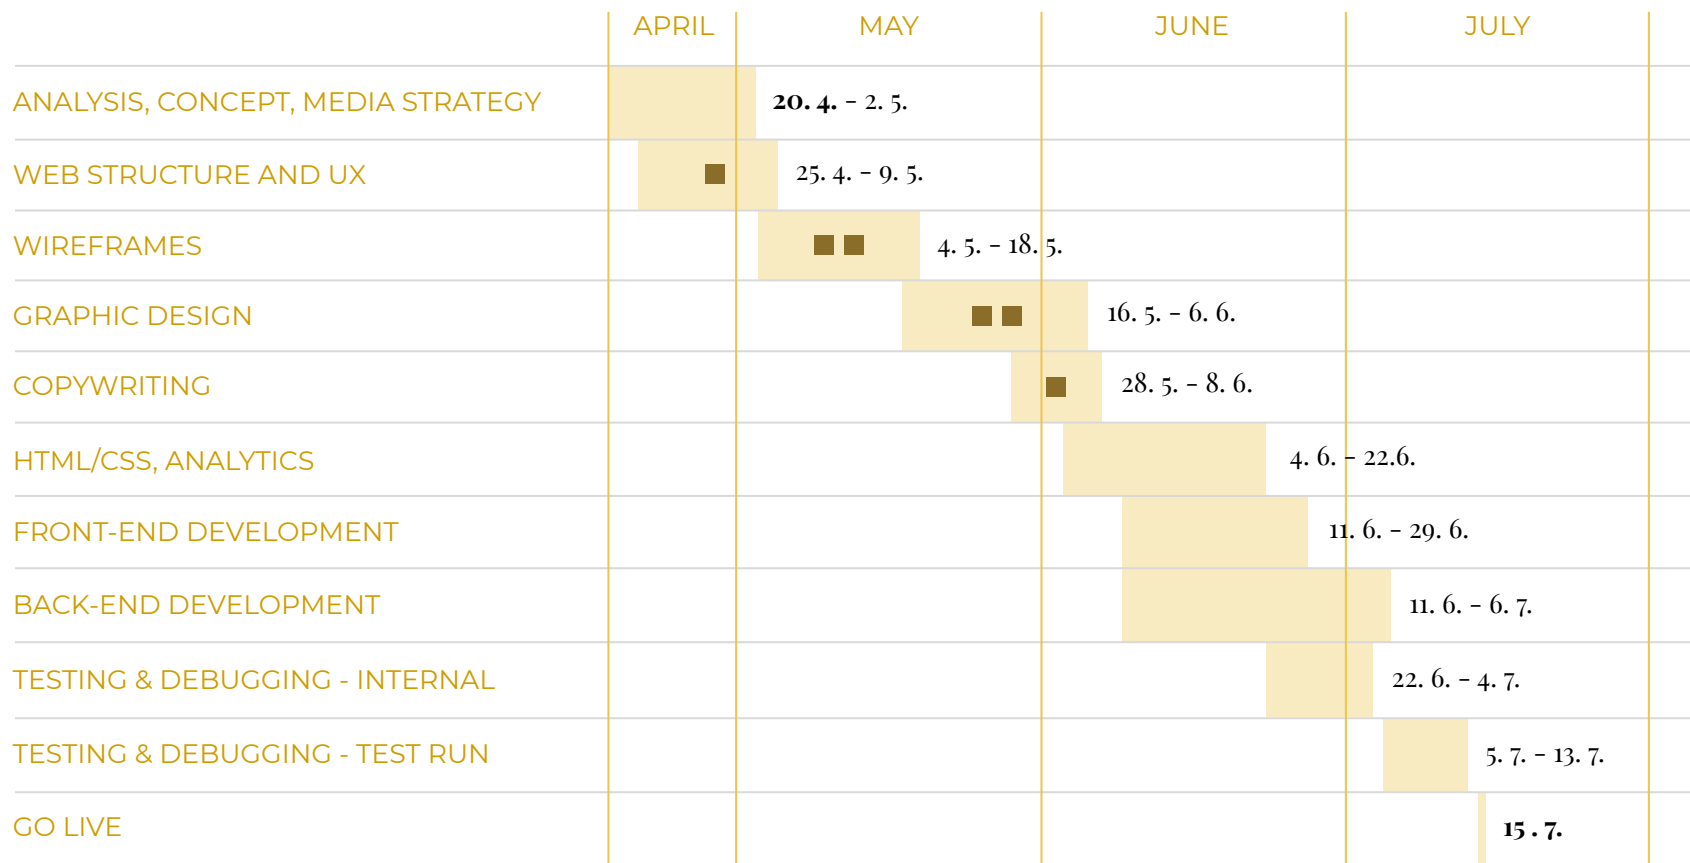 APRIL MAY JUNE JULY
ANALYSIS, CONCEPT, MEDIA STRATEGY 20. 4. – 2. 5.
WEB STRUCTURE AND UX 25. 4. – 9. 5.
WIREFRAMES 4. 5. – 18. 5.
GRAPHIC DESIGN 16. 5. – 6. 6.
COPYWRITING 28. 5. – 8. 6.
HTML/CSS, ANALYTICS 4. 6. – 22.6.
FRONT-END DEVELOPMENT 11. 6. – 29. 6.
BACK-END DEVELOPMENT 11. 6. – 6. 7.
TESTING & DEBUGGING - INTERNAL 22. 6. – 4. 7.
TESTING & DEBUGGING - TEST RUN 5. 7. – 13. 7.
GO LIVE 15 . 7.